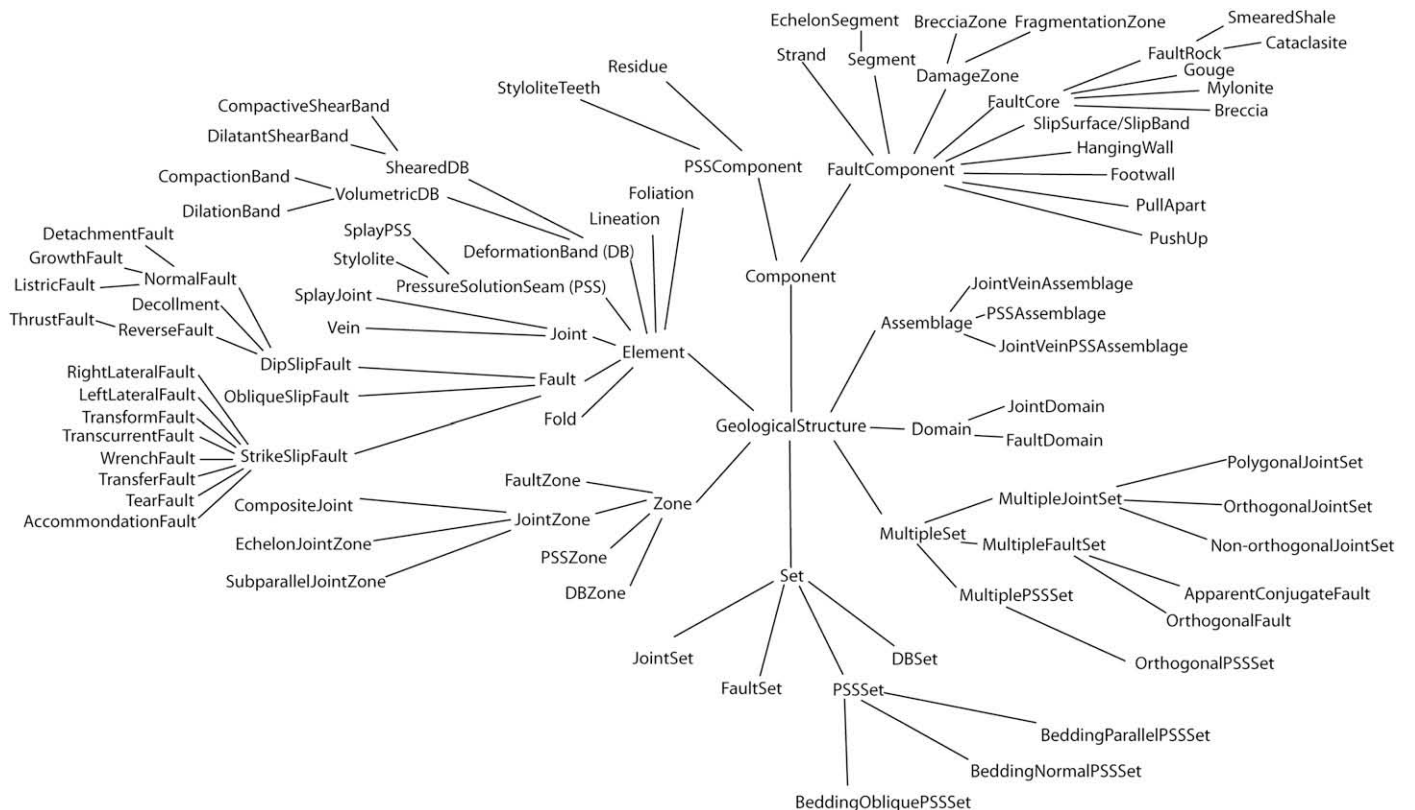 SmearedShale
EchelonSegment
BrecciaZone
FragmentationZone
Cataclasite
FaultRock
Strand
Segment
Residue
Gouge
DamageZone
StyloliteTeeth
Mylonite
FaultCore
CompactiveShearBand
Breccia
SlipSurface/SlipBand
DilatantShearBand
HangingWall
ShearedDB
PSSComponent
FaultComponent
Footwall
CompactionBand
VolumetricDB
Foliation
PullApart
DilationBand
Lineation
SplayPSS
DetachmentFault
PushUp
DeformationBand (DB)
GrowthFault
Stylolite
NormalFault
Component
ListricFault
PressureSolutionSeam (PSS)
JointVeinAssemblage
SplayJoint
Decollment
PSSAssemblage
ThrustFault
ReverseFault
Vein
Joint
Assemblage
JointVeinPSSAssemblage
Element
DipSlipFault
RightLateralFault
Fault
LeftLateralFault
ObliqueSlipFault
JointDomain
TransformFault
Fold
GeologicalStructure
Domain
TranscurrentFault
FaultDomain
WrenchFault
StrikeSlipFault
PolygonalJointSet
TransferFault
FaultZone
TearFault
MultipleJointSet
CompositeJoint
Zone
OrthogonalJointSet
AccommondationFault
JointZone
MultipleSet
EchelonJointZone
MultipleFaultSet
Non-orthogonalJointSet
PSSZone
SubparallelJointZone
Set
DBZone
MultiplePSSSet
ApparentConjugateFault
OrthogonalFault
JointSet
DBSet
OrthogonalPSSSet
FaultSet
PSSSet
BeddingParallelPSSSet
BeddingNormalPSSSet
BeddingObliquePSSSet